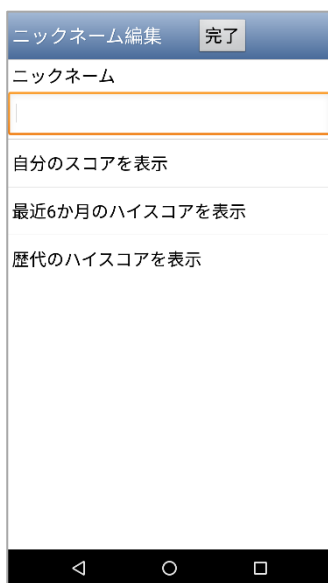 ニックネーム編集 完了
ニックネーム
自分のスコアを表示
最近6か月のハイスコアを表示
歴代のハイスコアを表示